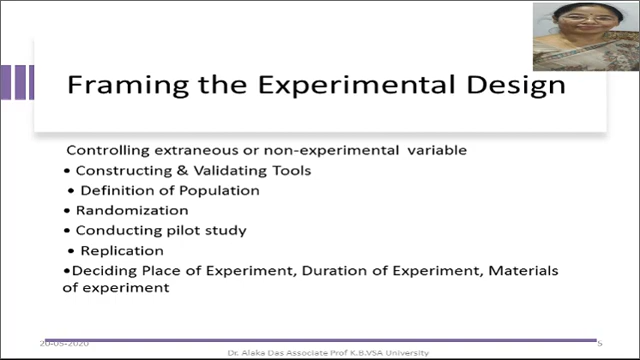 Framing the Experimental Design
Controlling extraneous or non-experimental variable
• Constructing & Validating Tools
• Definition of Population
• Randomization
• Conducting pilot study
• Replication
•Deciding Place of Experiment, Duration of Experiment, Materials
of experiment
20-05-2020
5
Dr. Alaka Das Associate Prof K.B.VSA University